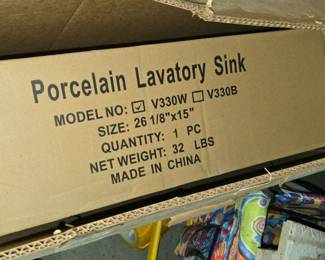 Porcelain Lavatory Sink
MODEL NO: ☑ V330W ☐ V330B
SIZE: 26 1/8"x15"
QUANTITY: 1 PC
NET WEIGHT: 32 LBS
MADE IN CHINA